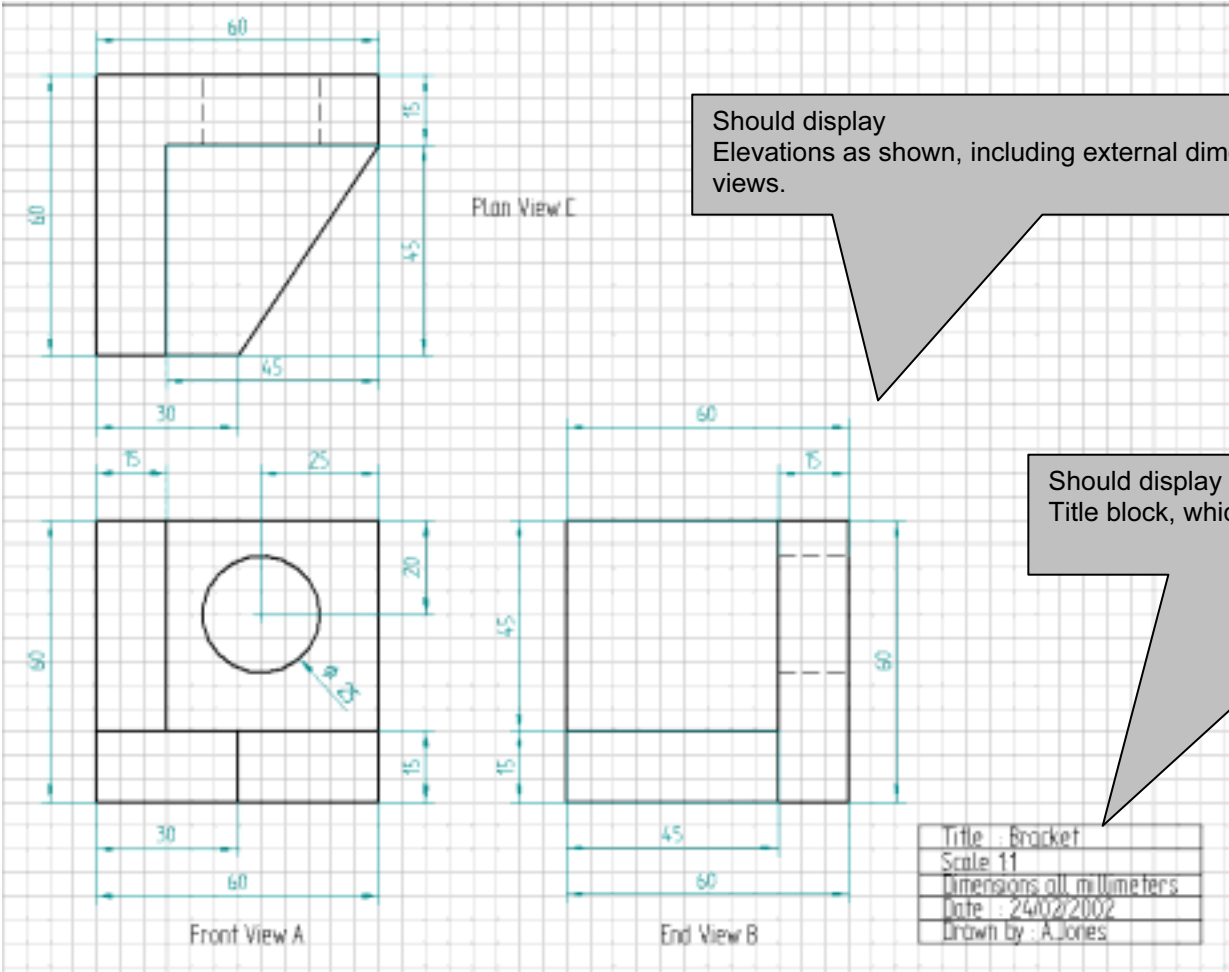 60
15
Should display
Elevations as shown, including external
views.
Plan View C
60
45
45
30
60
15
25
15
Should display
Title block,
20
45
60
60
⌀ 25
15
15
30
45
60
60
Title : Bracket
Scale 11
Dimensions all millimeters
Date : 24/02/2002
Drawn by : A.Jones
Front View A
End View B